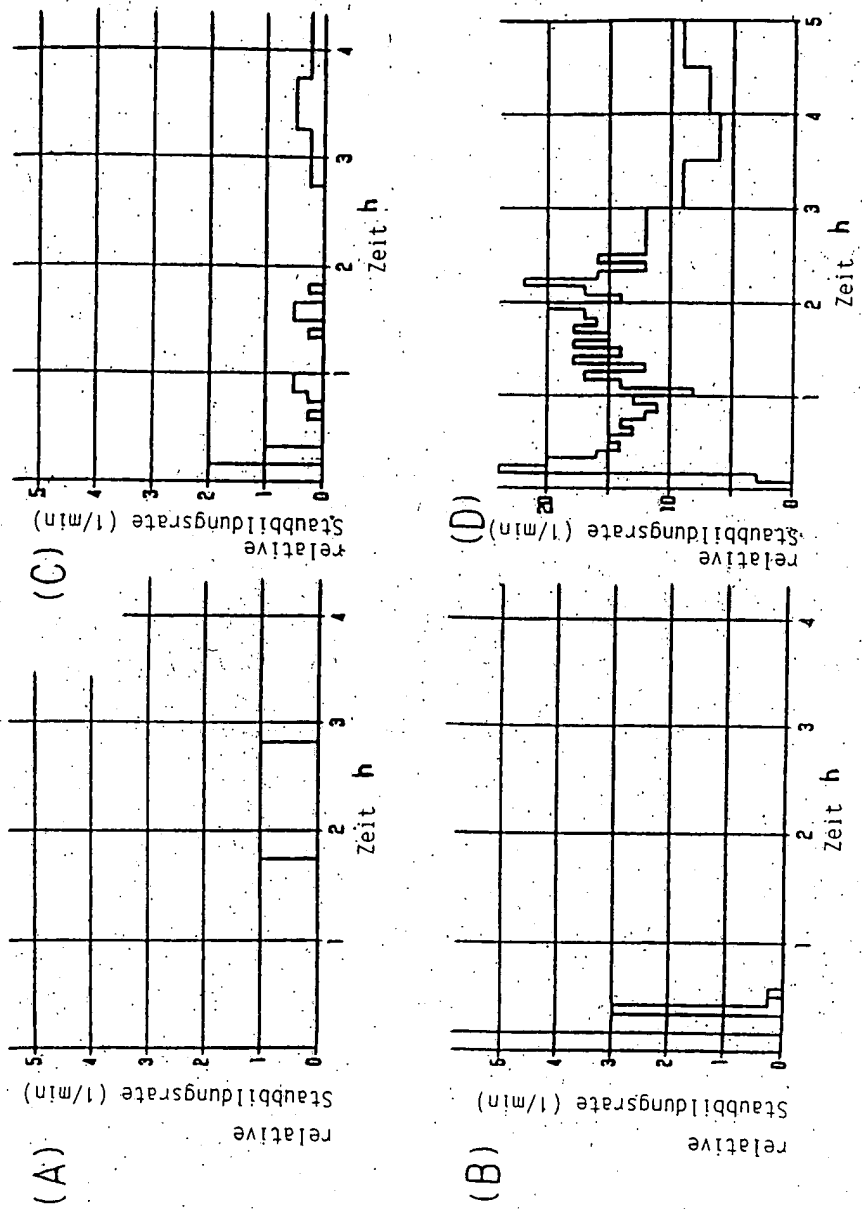 (A)
relative
Staubbildungsrate (1/min)
5
4
3
2
1
0
1
2
3
4
Zeit h
(B)
relative
Staubbildungsrate (1/min)
6
5
4
3
2
1
0
1
2
3
4
Zeit h
(C)
relative
Staubbildungsrate (1/min)
5
4
3
2
1
0
1
2
3
4
Zeit h
(D)
relative
Staubbildungsrate (1/min)
20
10
0
1
2
3
4
5
Zeit h